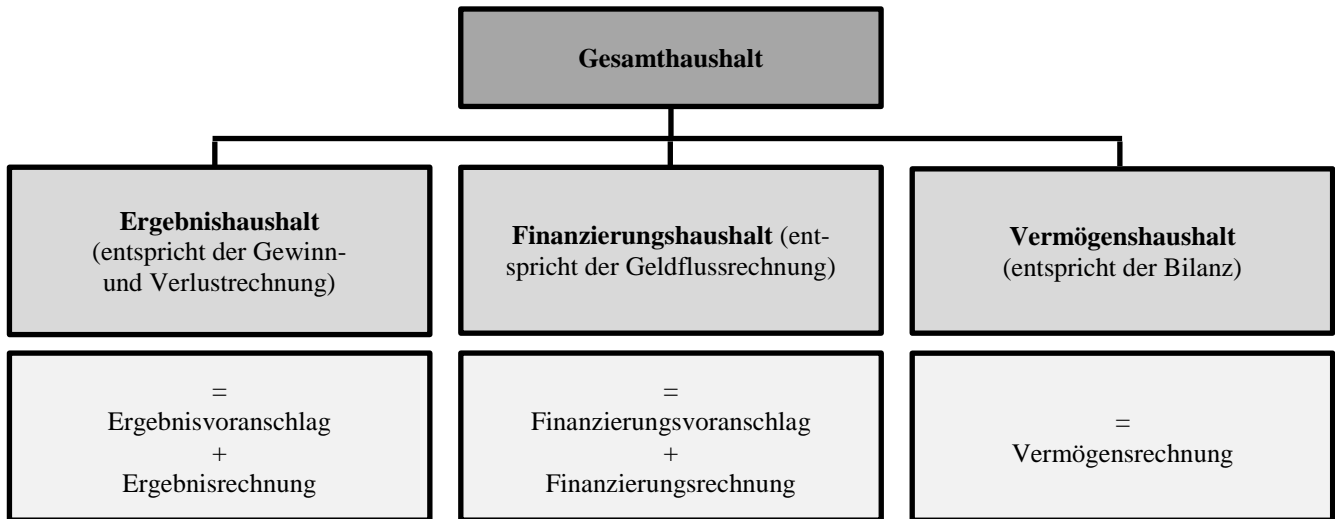 Gesamthaushalt
Ergebnishaushalt
(entspricht der Gewinn-
und Verlustrechnung)
Finanzierungshaushalt (ent-
spricht der Geldflussrechnung)
Vermögenshaushalt
(entspricht der Bilanz)
=
Ergebnisvoranschlag
+
Ergebnisrechnung
=
Finanzierungsvoranschlag
+
Finanzierungsrechnung
=
Vermögensrechnung